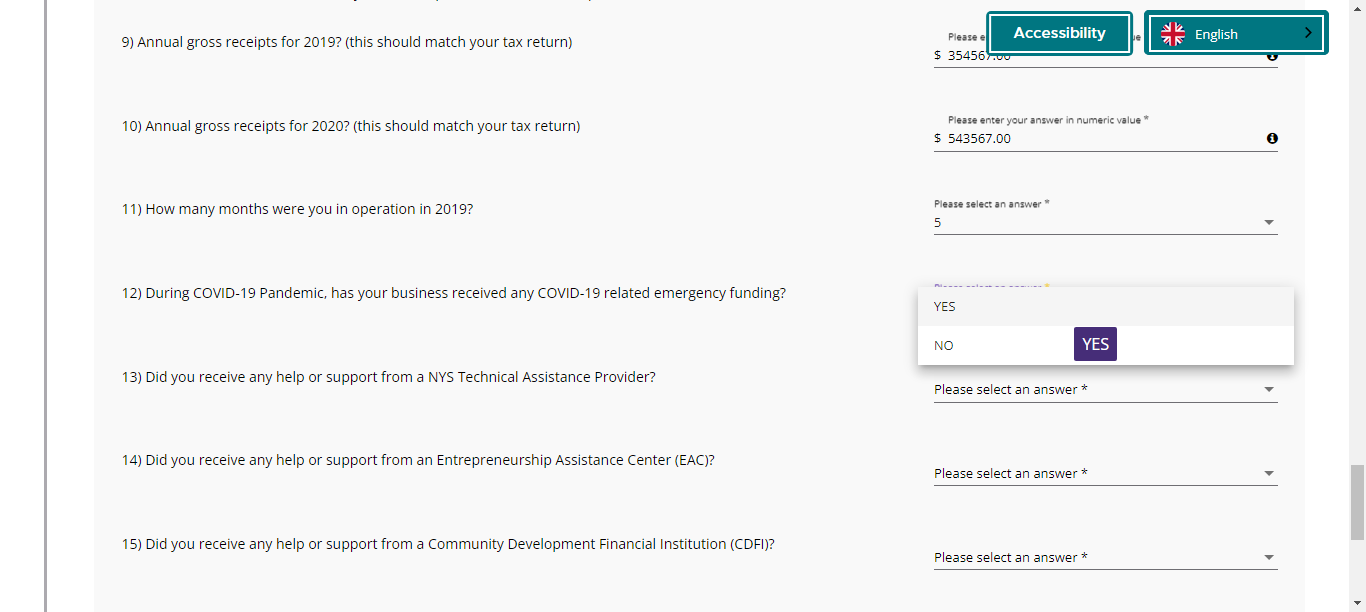 9) Annual gross receipts for 2019? (this should match your tax return)
Please e
$ 354567.00
Accessibility
English
10) Annual gross receipts for 2020? (this should match your tax return)
Please enter your answer in numeric value *
$ 543567.00
11) How many months were you in operation in 2019?
Please select an answer *
5
12) During COVID-19 Pandemic, has your business received any COVID-19 related emergency funding?
YES
NO
YES
13) Did you receive any help or support from a NYS Technical Assistance Provider?
Please select an answer *
14) Did you receive any help or support from an Entrepreneurship Assistance Center (EAC)?
Please select an answer *
15) Did you receive any help or support from a Community Development Financial Institution (CDFI)?
Please select an answer *